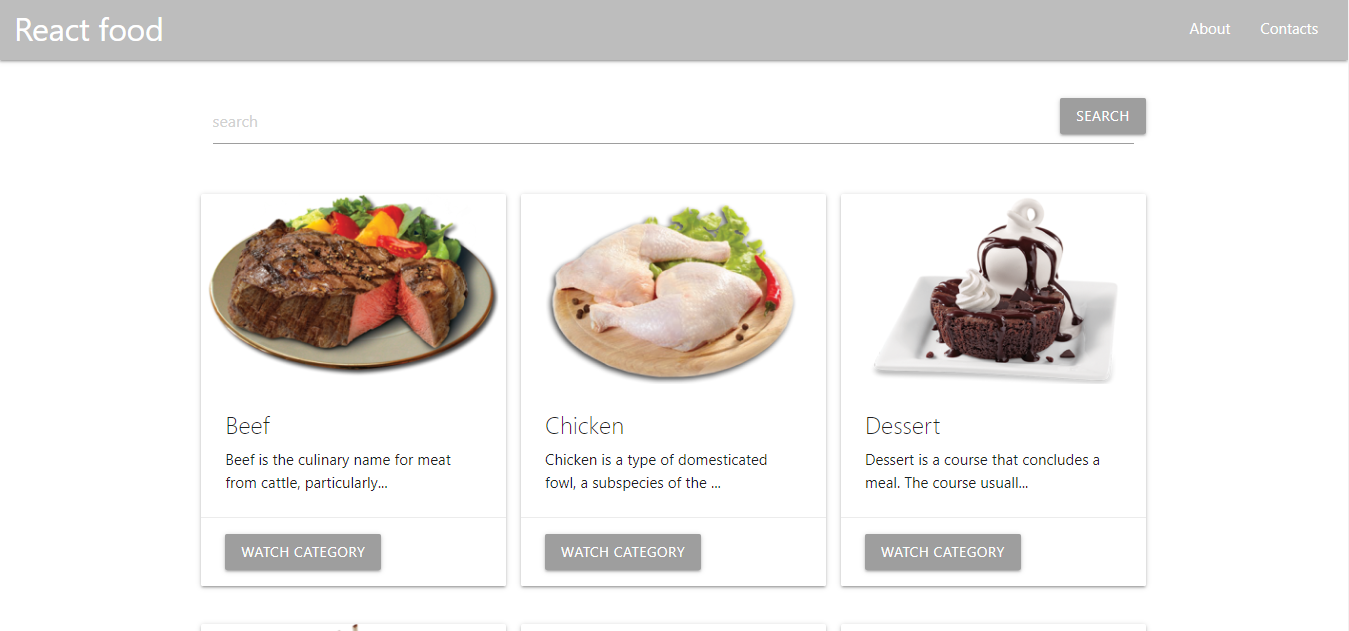 React food
About
Contacts
search
SEARCH
Beef
Beef is the culinary name for meat
from cattle, particularly...
WATCH CATEGORY
Chicken
Chicken is a type of domesticated
fowl, a subspecies of the ...
WATCH CATEGORY
Dessert
Dessert is a course that concludes a
meal. The course usuall...
WATCH CATEGORY